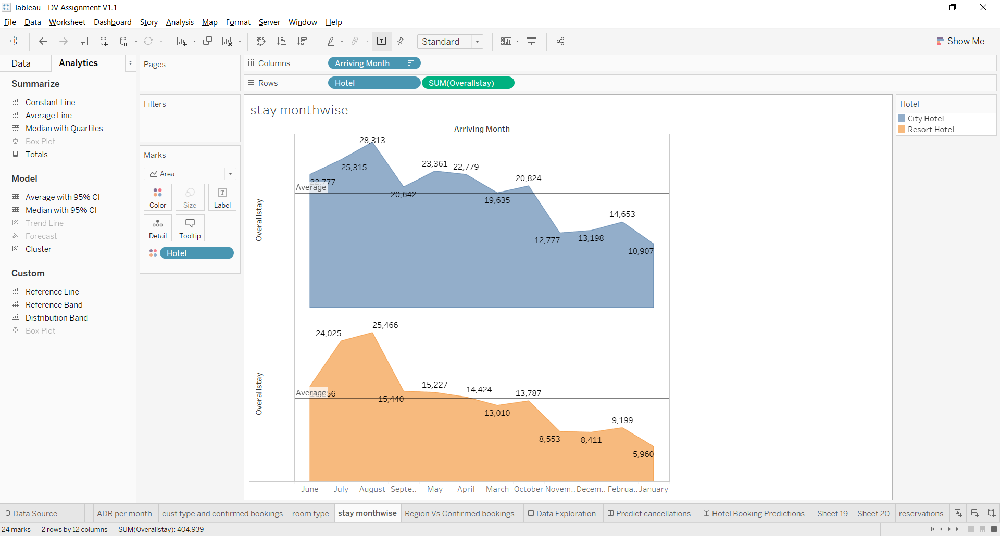 Tableau - DV Assignment V1.1
File Data Worksheet Dashboard Story Analysis Map Format Server Window Help
Standard
Show Me
Data Analytics
Summarize
Constant Line
Average Line
Median with Quartiles
Box Plot
Totals
Model
Average with 95% CI
Median with 95% CI
Trend Line
Forecast
Cluster
Custom
Reference Line
Reference Band
Distribution Band
Box Plot
Pages
Filters
Marks
Area
Color Size Label
Detail Tooltip
Hotel
Columns Arriving Month
Rows Hotel SUM(Overallstay)
stay monthwise
Arriving Month
Overallstay
28,313
25,315
22,777
Average
20,642
23,361
22,779
19,635
20,824
12,777
13,198
14,653
10,907
Overallstay
24,025
25,466
Average
15,440
15,227
14,424
13,010
13,787
8,553
8,411
9,199
5,960
June July August Septe.. May April March October Novem.. Decem.. Februa.. January
Hotel
City Hotel
Resort Hotel
Data Source ADR per month cust type and confirmed bookings room type stay monthwise Region Vs Confirmed bookings Data Exploration Predict cancellations Hotel Booking Predictions Sheet 19 Sheet 20 reservations
24 marks 2 rows by 12 columns SUM(Overallstay): 404,939